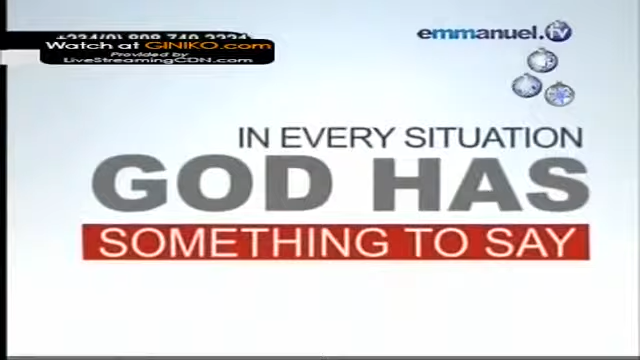 emmanuel.tv
Watch at GINIKO.com
Provided by
LiveStreamingCDN.com
IN EVERY SITUATION
GOD HAS
SOMETHING TO SAY